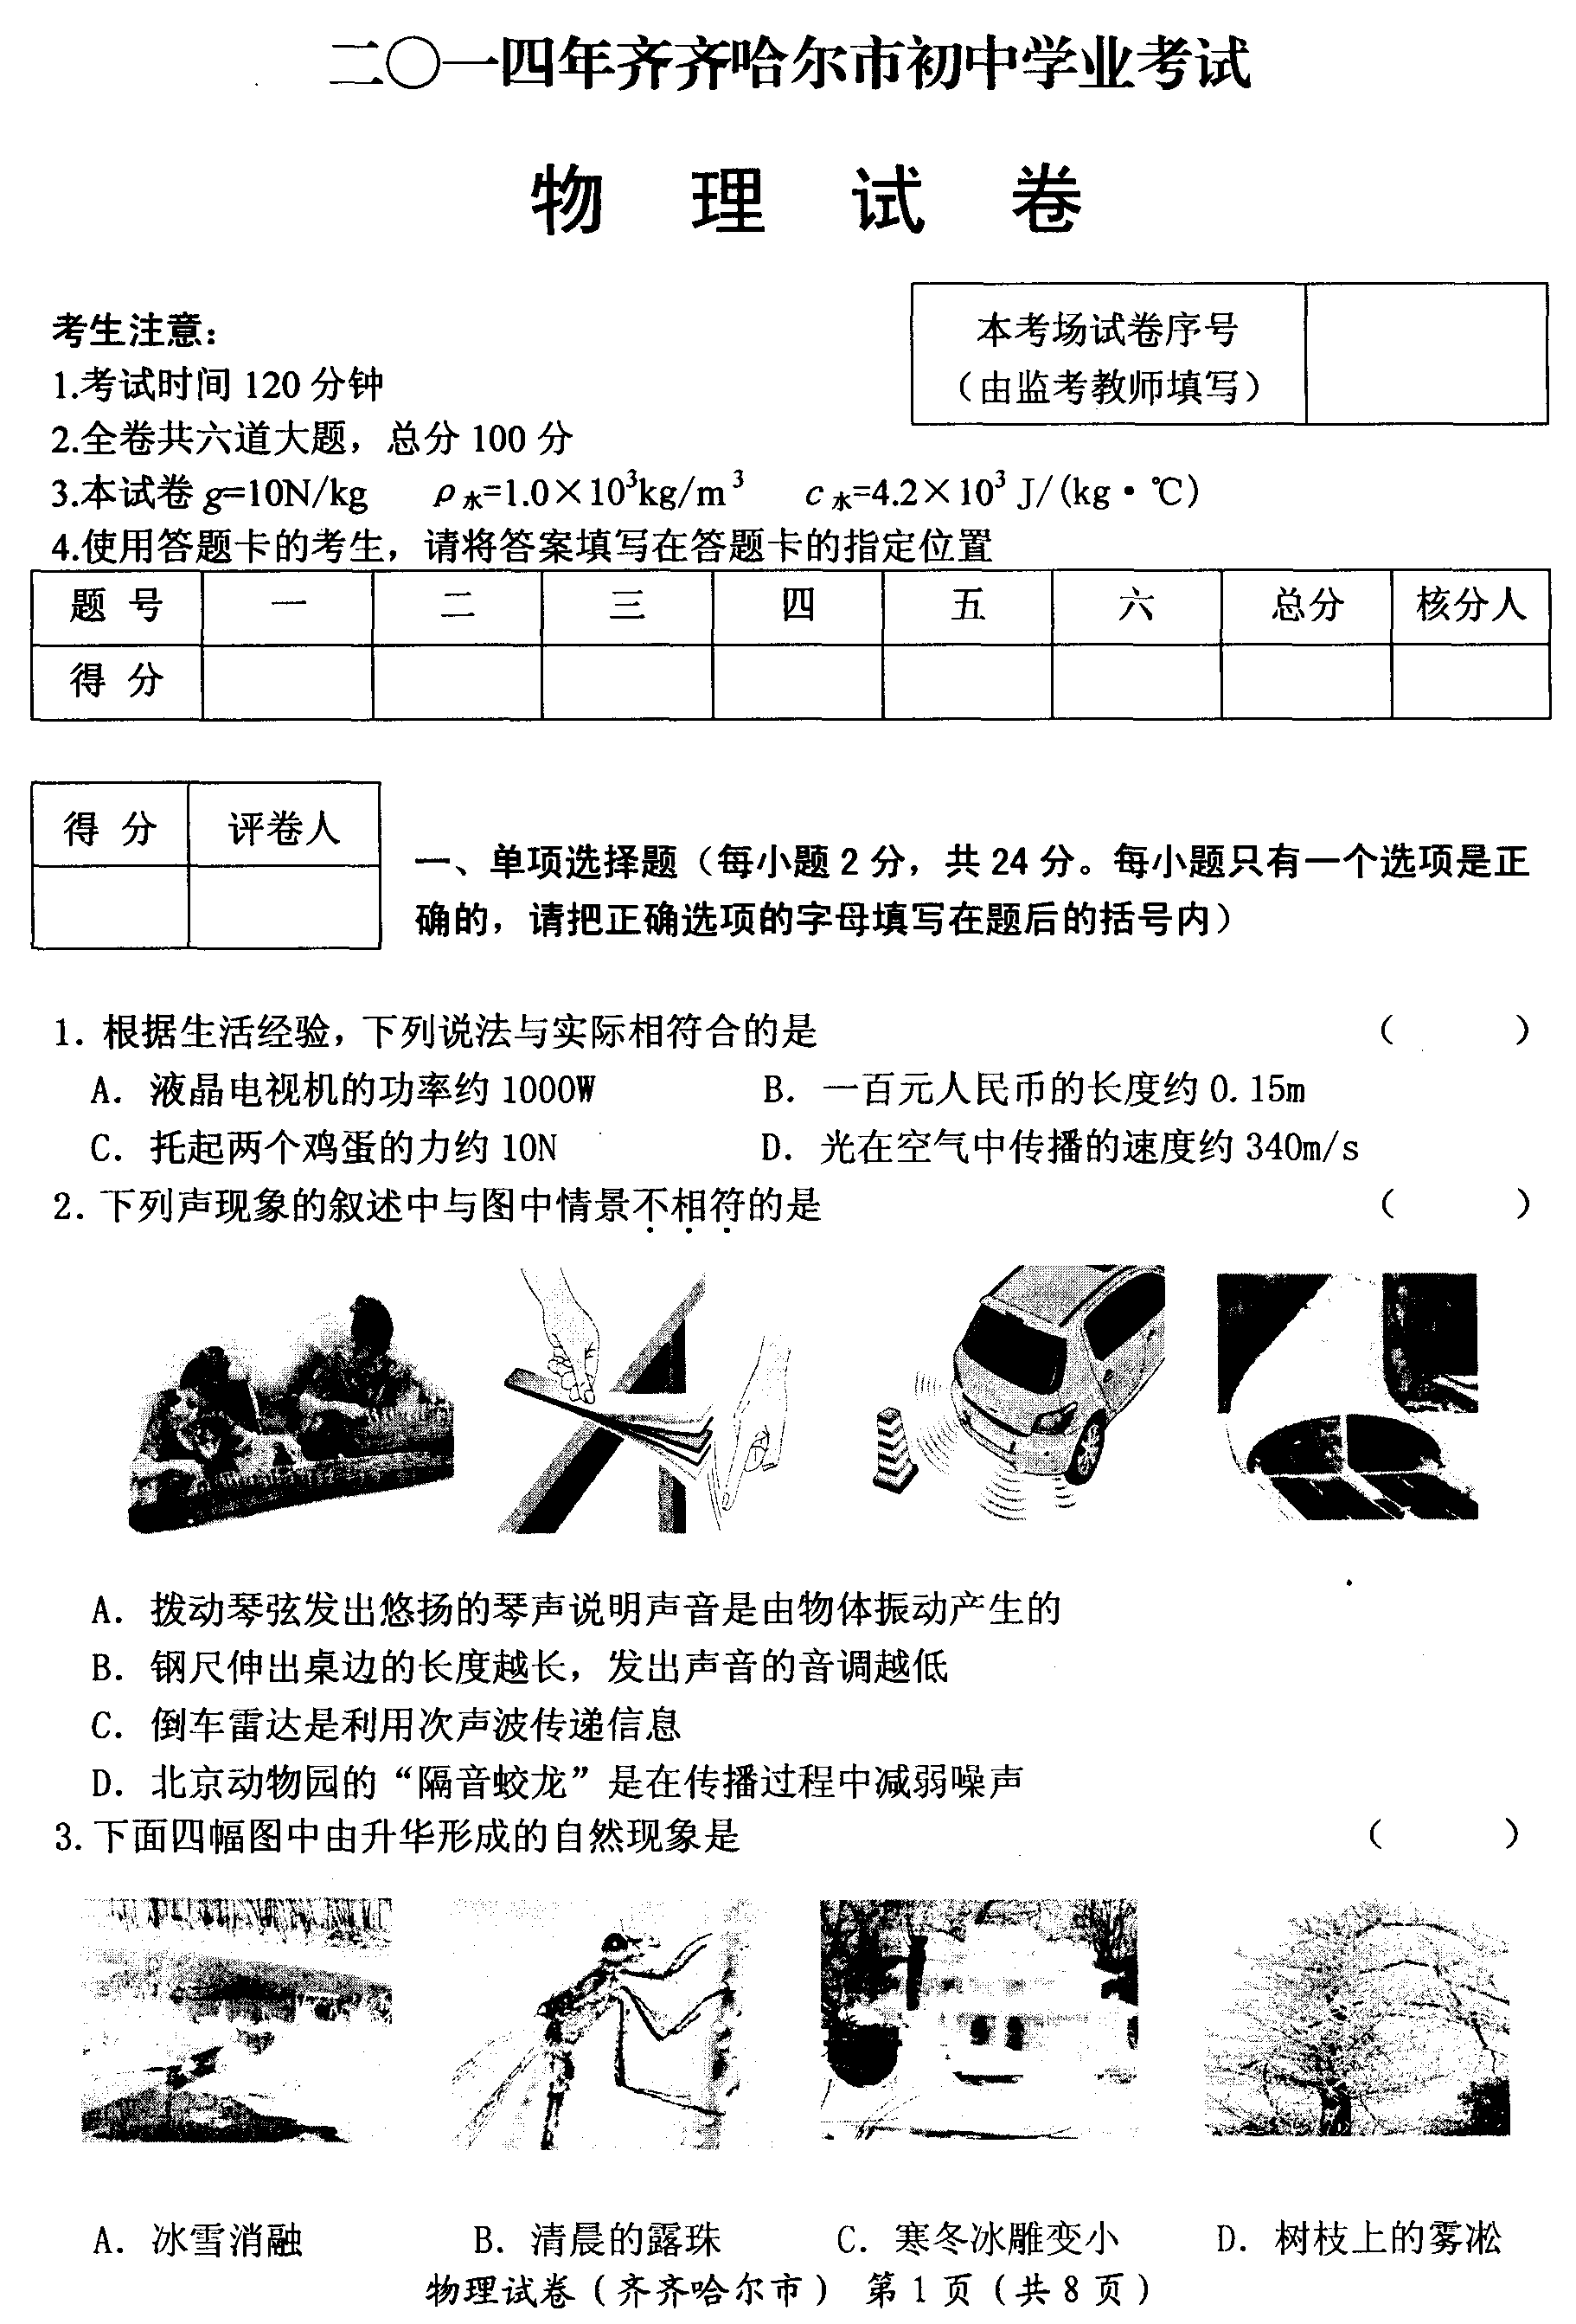 二〇一四年齐齐哈尔市初中学业考试
物 理 试 卷
考生注意：
本考场试卷序号
（由监考教师填写）
1.考试时间 120 分钟
2.全卷共六道大题，总分 100 分
3.本试卷 g=10N/kg ρ水=1.0×10³kg/m³ c水=4.2×10³ J/(kg·℃)
4.使用答题卡的考生，请将答案填写在答题卡的指定位置
题 号 一 二 三 四 五 六 总分 核分人
得 分
得 分 评卷人
一、单项选择题（每小题 2 分，共 24 分。每小题只有一个选项是正
确的，请把正确选项的字母填写在题后的括号内）
1. 根据生活经验，下列说法与实际相符合的是 （ ）
A. 液晶电视机的功率约 1000W B. 一百元人民币的长度约 0.15m
C. 托起两个鸡蛋的力约 10N D. 光在空气中传播的速度约 340m/s
2. 下列声现象的叙述中与图中情景不相符的是 （ ）
A. 拨动琴弦发出悠扬的琴声说明声音是由物体振动产生的
B. 钢尺伸出桌边的长度越长，发出声音的音调越低
C. 倒车雷达是利用次声波传递信息
D. 北京动物园的“隔音蛟龙”是在传播过程中减弱噪声
3. 下面四幅图中由升华形成的自然现象是 （ ）
A. 冰雪消融 B. 清晨的露珠 C. 寒冬冰雕变小 D. 树枝上的雾凇
物理试卷（齐齐哈尔市） 第 1 页（共 8 页）